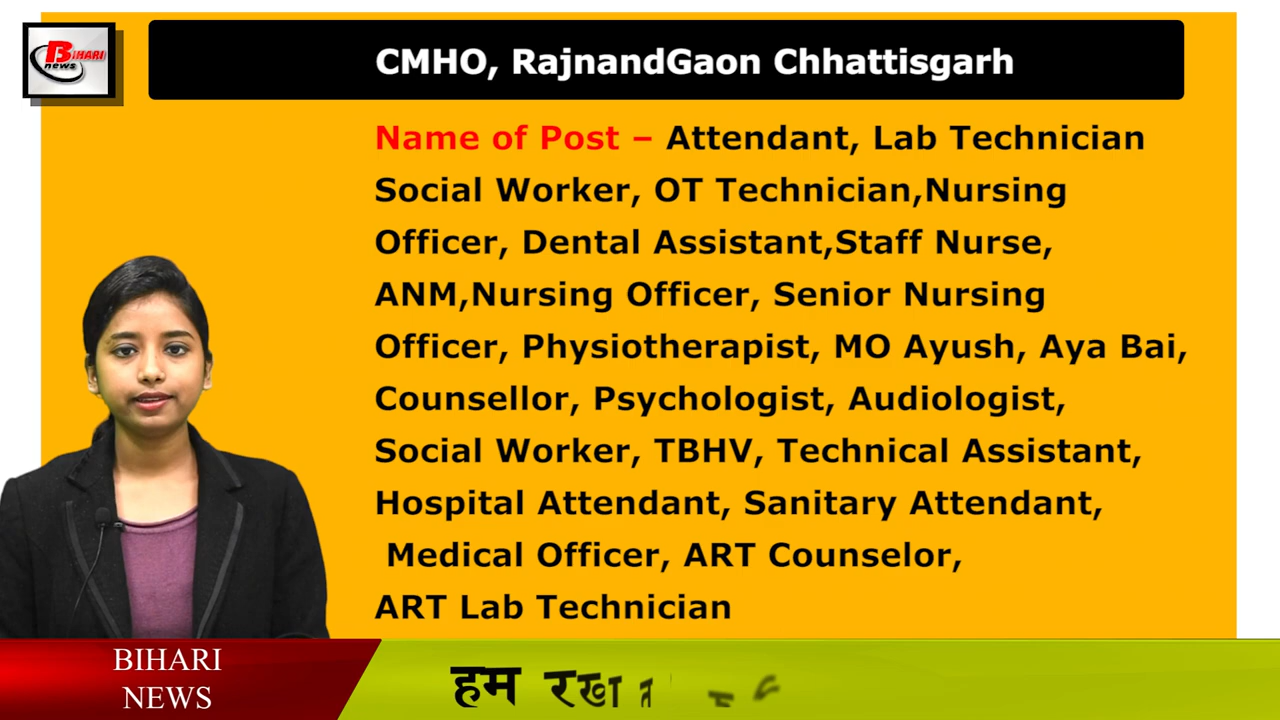 BIHARI
news
CMHO, RajnandGaon Chhattisgarh
Name of Post – Attendant, Lab Technician
Social Worker, OT Technician,Nursing
Officer, Dental Assistant,Staff Nurse,
ANM,Nursing Officer, Senior Nursing
Officer, Physiotherapist, MO Ayush, Aya Bai,
Counsellor, Psychologist, Audiologist,
Social Worker, TBHV, Technical Assistant,
Hospital Attendant, Sanitary Attendant,
Medical Officer, ART Counselor,
ART Lab Technician
BIHARI
NEWS
हम